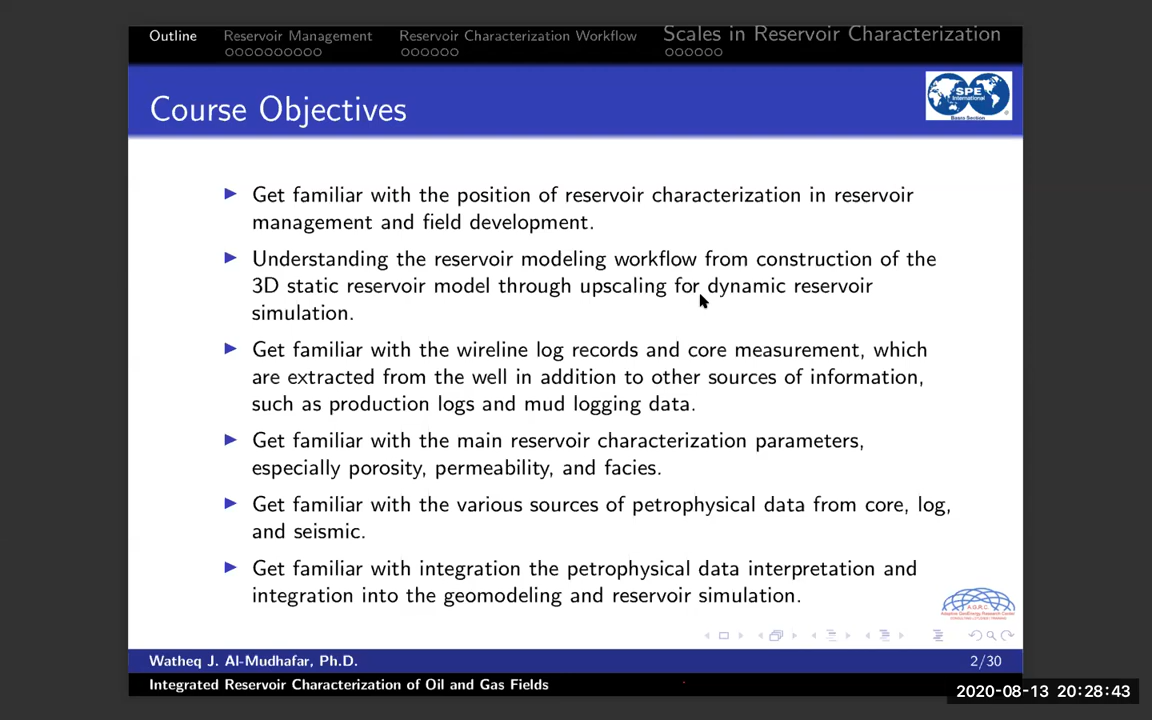 Outline Reservoir Management Reservoir Characterization Workflow Scales in Reservoir Characterization
Course Objectives
SPE
International
Basra Section
Get familiar with the position of reservoir characterization in reservoir
management and field development.
Understanding the reservoir modeling workflow from construction of the
3D static reservoir model through upscaling for dynamic reservoir
simulation.
Get familiar with the wireline log records and core measurement, which
are extracted from the well in addition to other sources of information,
such as production logs and mud logging data.
Get familiar with the main reservoir characterization parameters,
especially porosity, permeability, and facies.
Get familiar with the various sources of petrophysical data from core, log,
and seismic.
Get familiar with integration the petrophysical data interpretation and
integration into the geomodeling and reservoir simulation.
A.G.R.C
Watheq J. Al-Mudhafar, Ph.D. 2/30
Integrated Reservoir Characterization of Oil and Gas Fields
2020-08-13 20:28:43